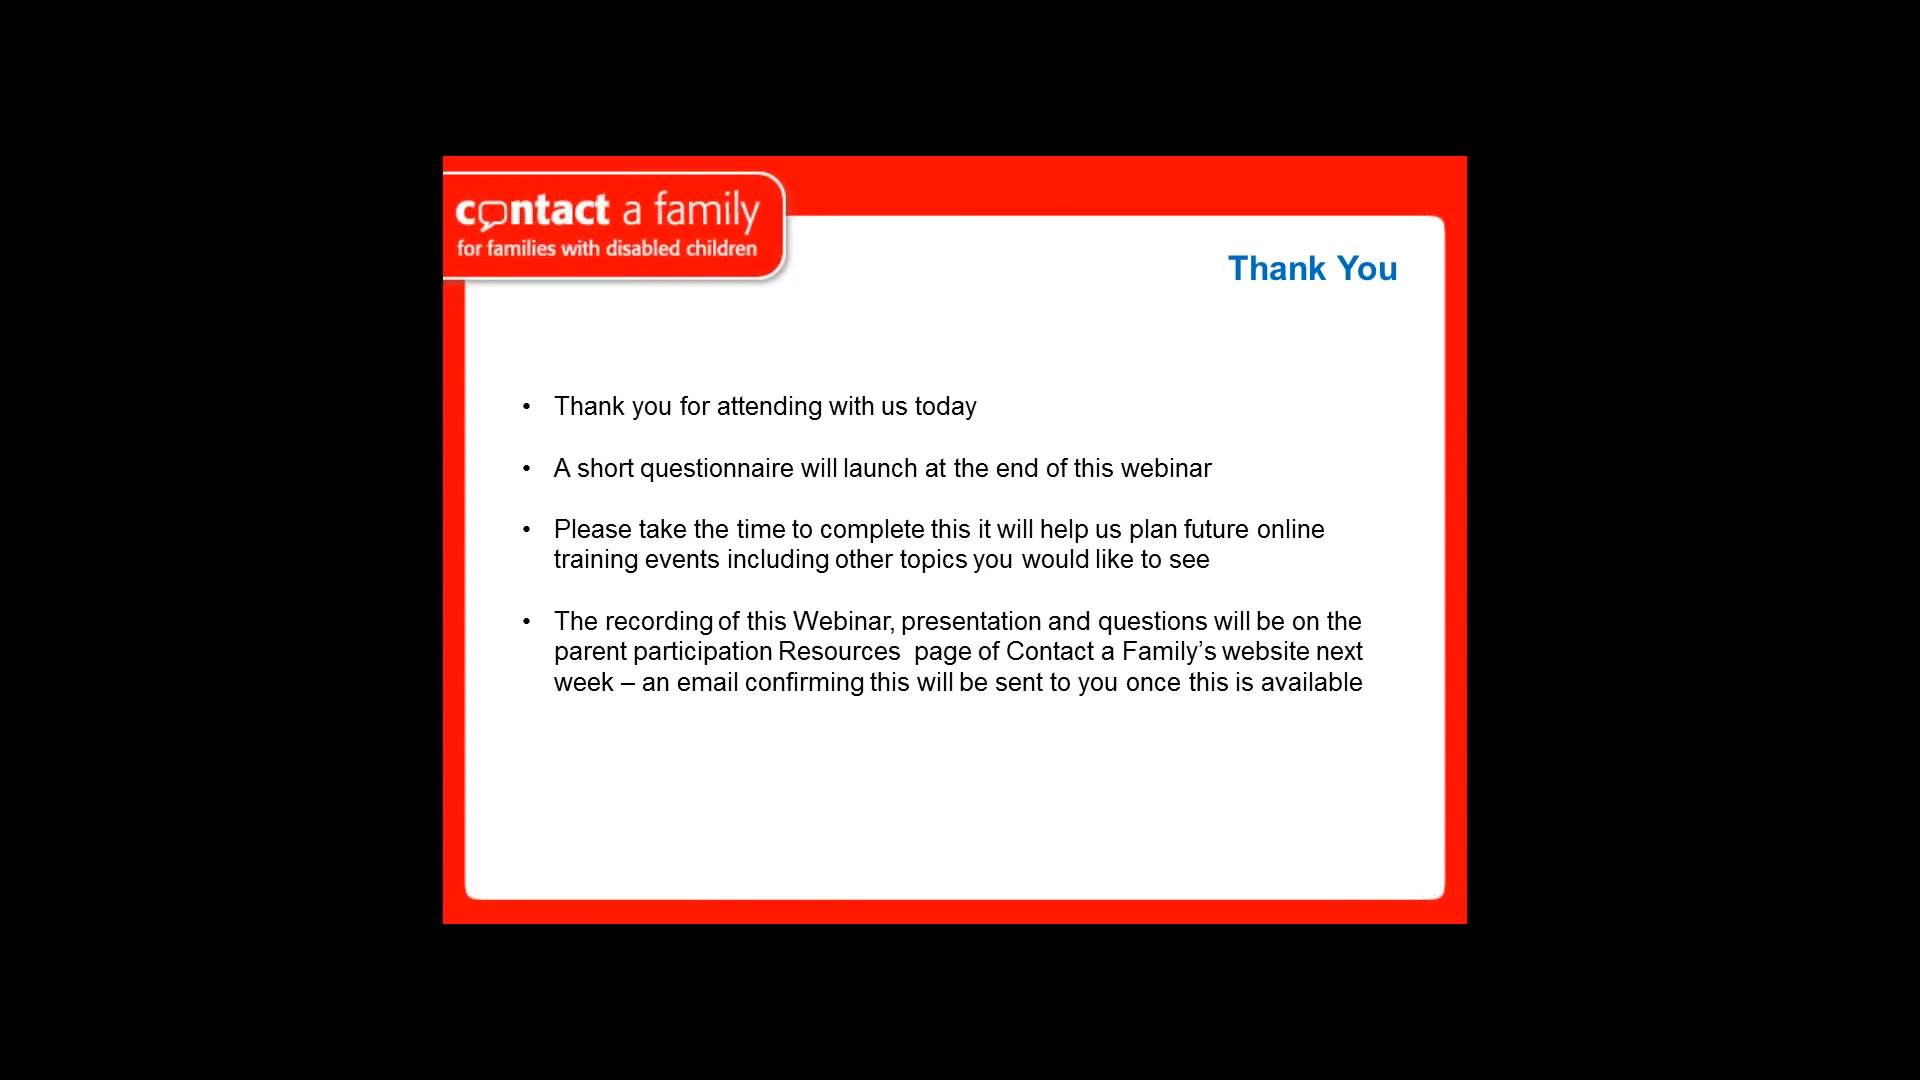 contact a family
for families with disabled children
Thank You
• Thank you for attending with us today
• A short questionnaire will launch at the end of this webinar
• Please take the time to complete this it will help us plan future online
training events including other topics you would like to see
• The recording of this Webinar, presentation and questions will be on the
parent participation Resources  page of Contact a Family’s website next
week – an email confirming this will be sent to you once this is available